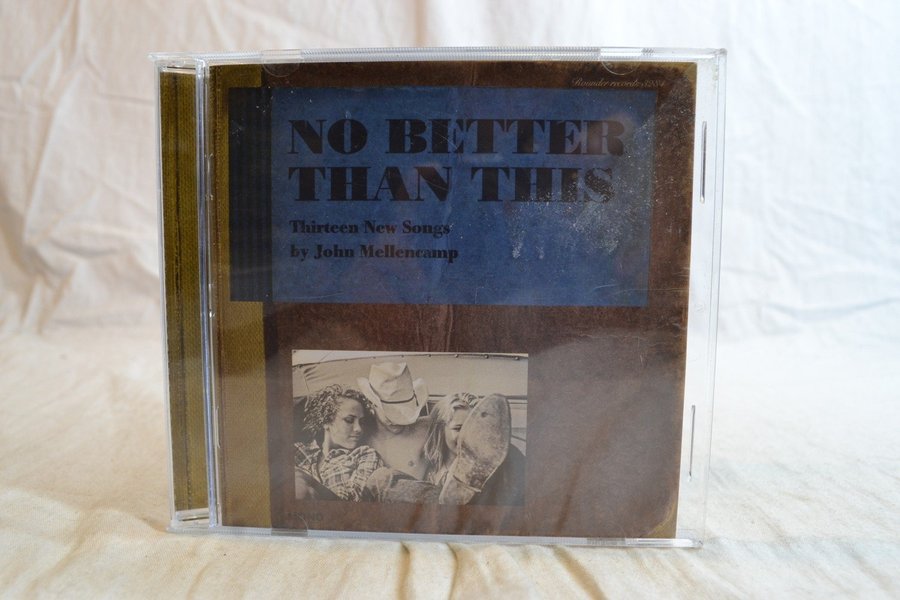 Rounder records
NO BETTER
THAN THIS
Thirteen New Songs
by John Mellencamp